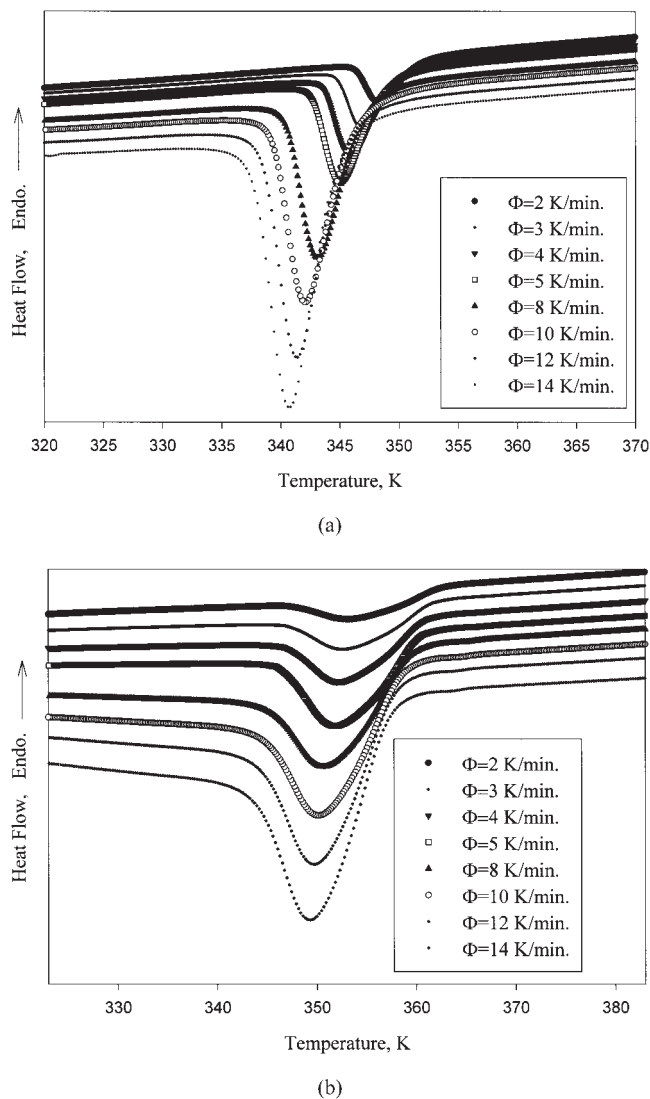 Heat Flow, Endo.
Φ=2 K/min.
Φ=3 K/min.
Φ=4 K/min.
Φ=5 K/min.
Φ=8 K/min.
Φ=10 K/min.
Φ=12 K/min.
Φ=14 K/min.
320 325 330 335 340 345 350 355 360 365 370
Temperature, K
(a)
Heat Flow, Endo.
Φ=2 K/min.
Φ=3 K/min.
Φ=4 K/min.
Φ=5 K/min.
Φ=8 K/min.
Φ=10 K/min.
Φ=12 K/min.
Φ=14 K/min.
330 340 350 360 370 380
Temperature, K
(b)